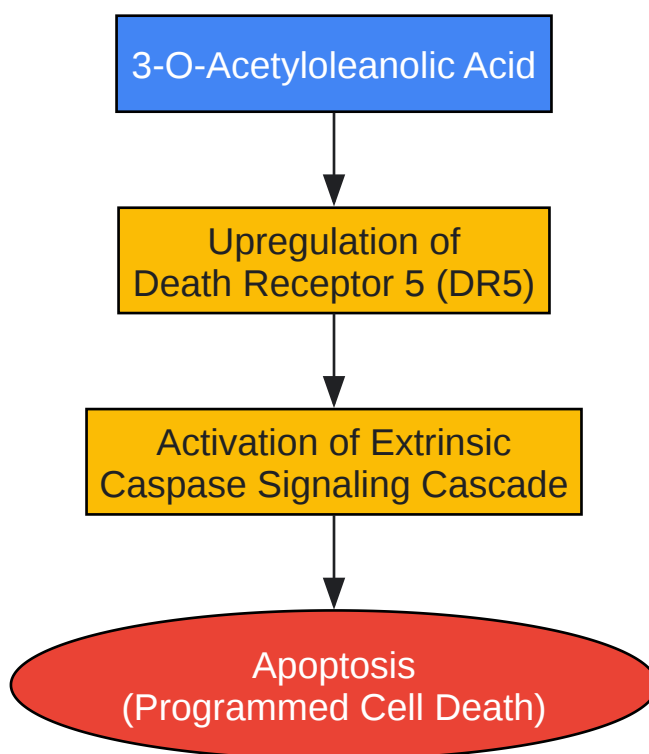 3-O-Acetyloleanolic Acid
Upregulation of
Death Receptor 5 (DR5)
Activation of Extrinsic
Caspase Signaling Cascade
Apoptosis
(Programmed Cell Death)